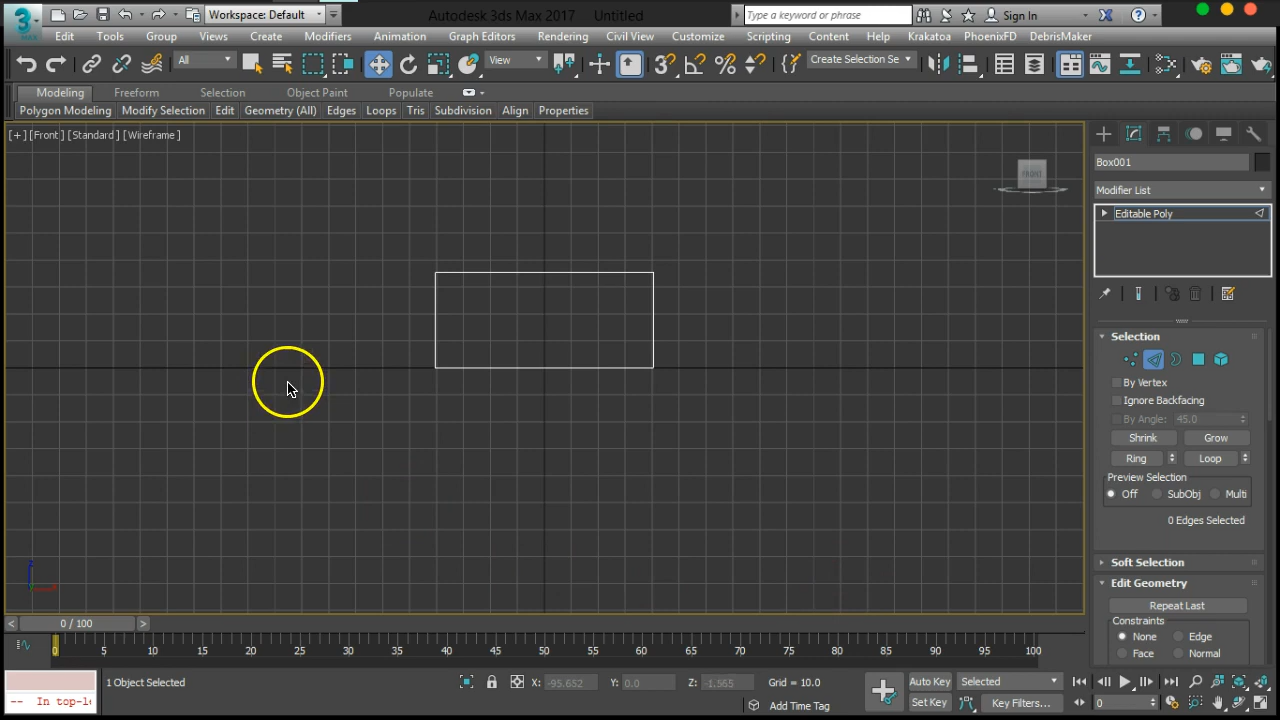 3
MAX
Workspace: Default
Autodesk 3ds Max 2017 Untitled
Type a keyword or phrase
Sign In
Edit Tools Group Views Create Modifiers Animation Graph Editors Rendering Civil View Customize Scripting Content Help Krakatoa PhoenixFD DebrisMaker
All View 3 Create Selection Se
Modeling Freeform Selection Object Paint Populate
Polygon Modeling Modify Selection Edit Geometry (All) Edges Loops Tris Subdivision Align Properties
[+] [Front] [Standard] [Wireframe]
FRONT
Box001
Modifier List
Editable Poly
Selection
By Vertex
Ignore Backfacing
By Angle: 45.0
Shrink Grow
Ring Loop
Preview Selection
Off SubObj Multi
0 Edges Selected
Soft Selection
Edit Geometry
Repeat Last
Constraints
None Edge
Face Normal
z
x
< 0 / 100 >
0 5 10 15 20 25 30 35 40 45 50 55 60 65 70 75 80 85 90 95 100
1 Object Selected
X: -95.652 Y: 0.0 Z: -1.565 Grid = 10.0
Auto Key Selected
-- In top-le
Add Time Tag
Set Key Key Filters... 0